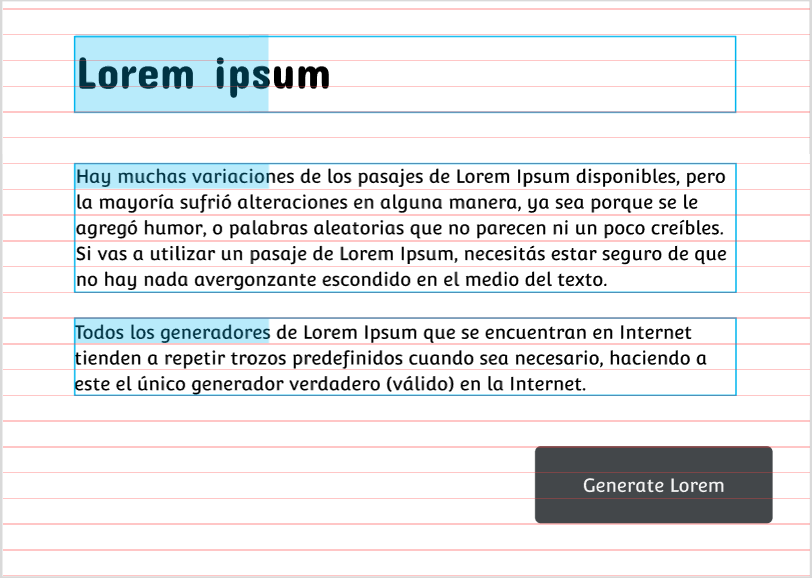 Lorem ipsum
Hay muchas variaciones de los pasajes de Lorem Ipsum disponibles, pero
la mayoría sufrió alteraciones en alguna manera, ya sea porque se le
agregó humor, o palabras aleatorias que no parecen ni un poco creíbles.
Si vas a utilizar un pasaje de Lorem Ipsum, necesitás estar seguro de que
no hay nada avergonzante escondido en el medio del texto.
Todos los generadores de Lorem Ipsum que se encuentran en Internet
tienden a repetir trozos predefinidos cuando sea necesario, haciendo a
este el único generador verdadero (válido) en la Internet.
Generate Lorem